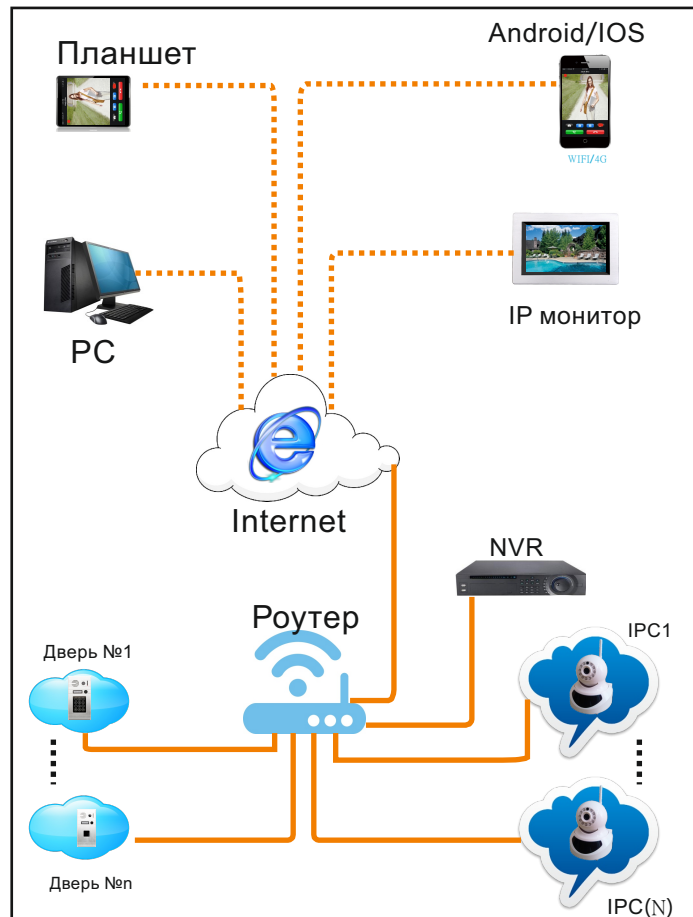 Планшет
Android/IOS
WIFI/4G
IP монитор
PC
Internet
NVR
Роутер
IPC1
Дверь №1
Дверь №n
IPC(N)